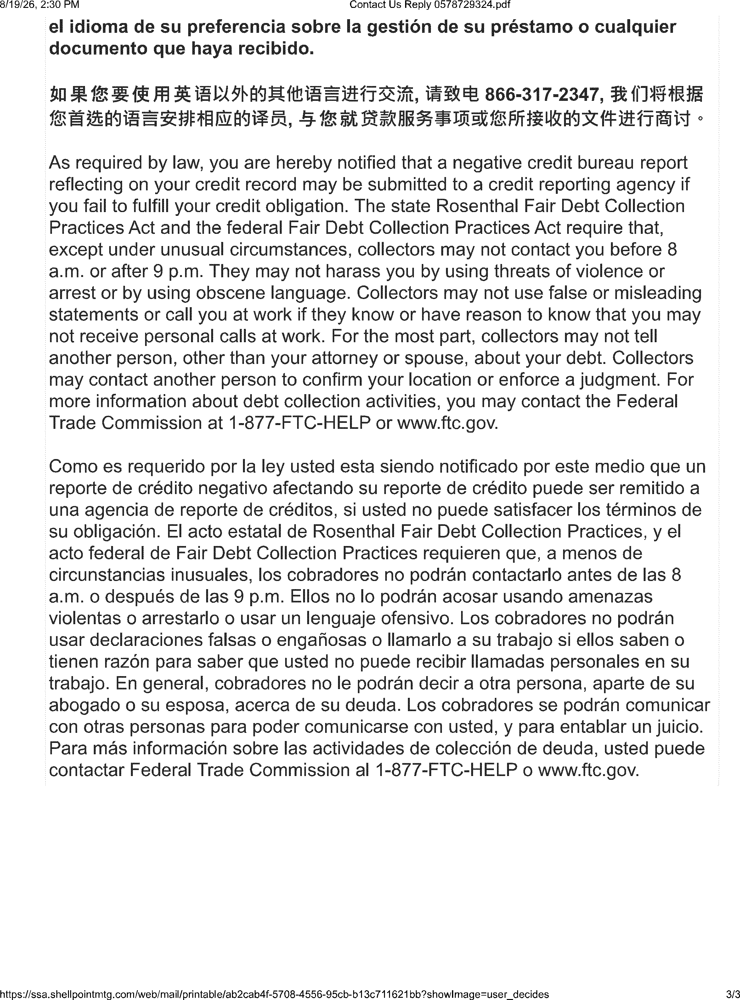 8/19/26, 2:30 PM
Contact Us Reply 0578729324.pdf
el idioma de su preferencia sobre la gestión de su préstamo o cualquier
documento que haya recibido.
如果您要使用英语以外的其他语言进行交流, 请致电 866-317-2347, 我们将根据
您首选的语言安排相应的译员, 与您就贷款服务事项或您所接收的文件进行商讨。
As required by law, you are hereby notified that a negative credit bureau report
reflecting on your credit record may be submitted to a credit reporting agency if
you fail to fulfill your credit obligation. The state Rosenthal Fair Debt Collection
Practices Act and the federal Fair Debt Collection Practices Act require that,
except under unusual circumstances, collectors may not contact you before 8
a.m. or after 9 p.m. They may not harass you by using threats of violence or
arrest or by using obscene language. Collectors may not use false or misleading
statements or call you at work if they know or have reason to know that you may
not receive personal calls at work. For the most part, collectors may not tell
another person, other than your attorney or spouse, about your debt. Collectors
may contact another person to confirm your location or enforce a judgment. For
more information about debt collection activities, you may contact the Federal
Trade Commission at 1-877-FTC-HELP or www.ftc.gov.
Como es requerido por la ley usted esta siendo notificado por este medio que un
reporte de crédito negativo afectando su reporte de crédito puede ser remitido a
una agencia de reporte de créditos, si usted no puede satisfacer los términos de
su obligación. El acto estatal de Rosenthal Fair Debt Collection Practices, y el
acto federal de Fair Debt Collection Practices requieren que, a menos de
circunstancias inusuales, los cobradores no podrán contactarlo antes de las 8
a.m. o después de las 9 p.m. Ellos no lo podrán acosar usando amenazas
violentas o arrestarlo o usar un lenguaje ofensivo. Los cobradores no podrán
usar declaraciones falsas o engañosas o llamarlo a su trabajo si ellos saben o
tienen razón para saber que usted no puede recibir llamadas personales en su
trabajo. En general, cobradores no le podrán decir a otra persona, aparte de su
abogado o su esposa, acerca de su deuda. Los cobradores se podrán comunicar
con otras personas para poder comunicarse con usted, y para entablar un juicio.
Para más información sobre las actividades de colección de deuda, usted puede
contactar Federal Trade Commission al 1-877-FTC-HELP o www.ftc.gov.
https://ssa.shellpointmtg.com/web/mail/printable/ab2cab4f-5708-4556-95cb-b13c711621bb?showImage=user_decides
3/3